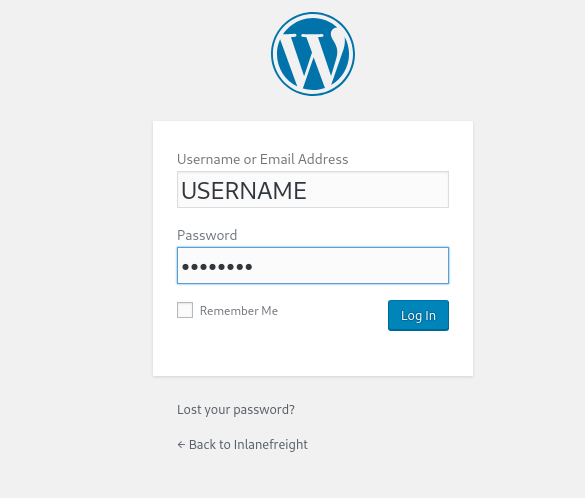 Username or Email Address
USERNAME
Password
••••••••
Remember Me
Log In
Lost your password?
← Back to Inlanefreight